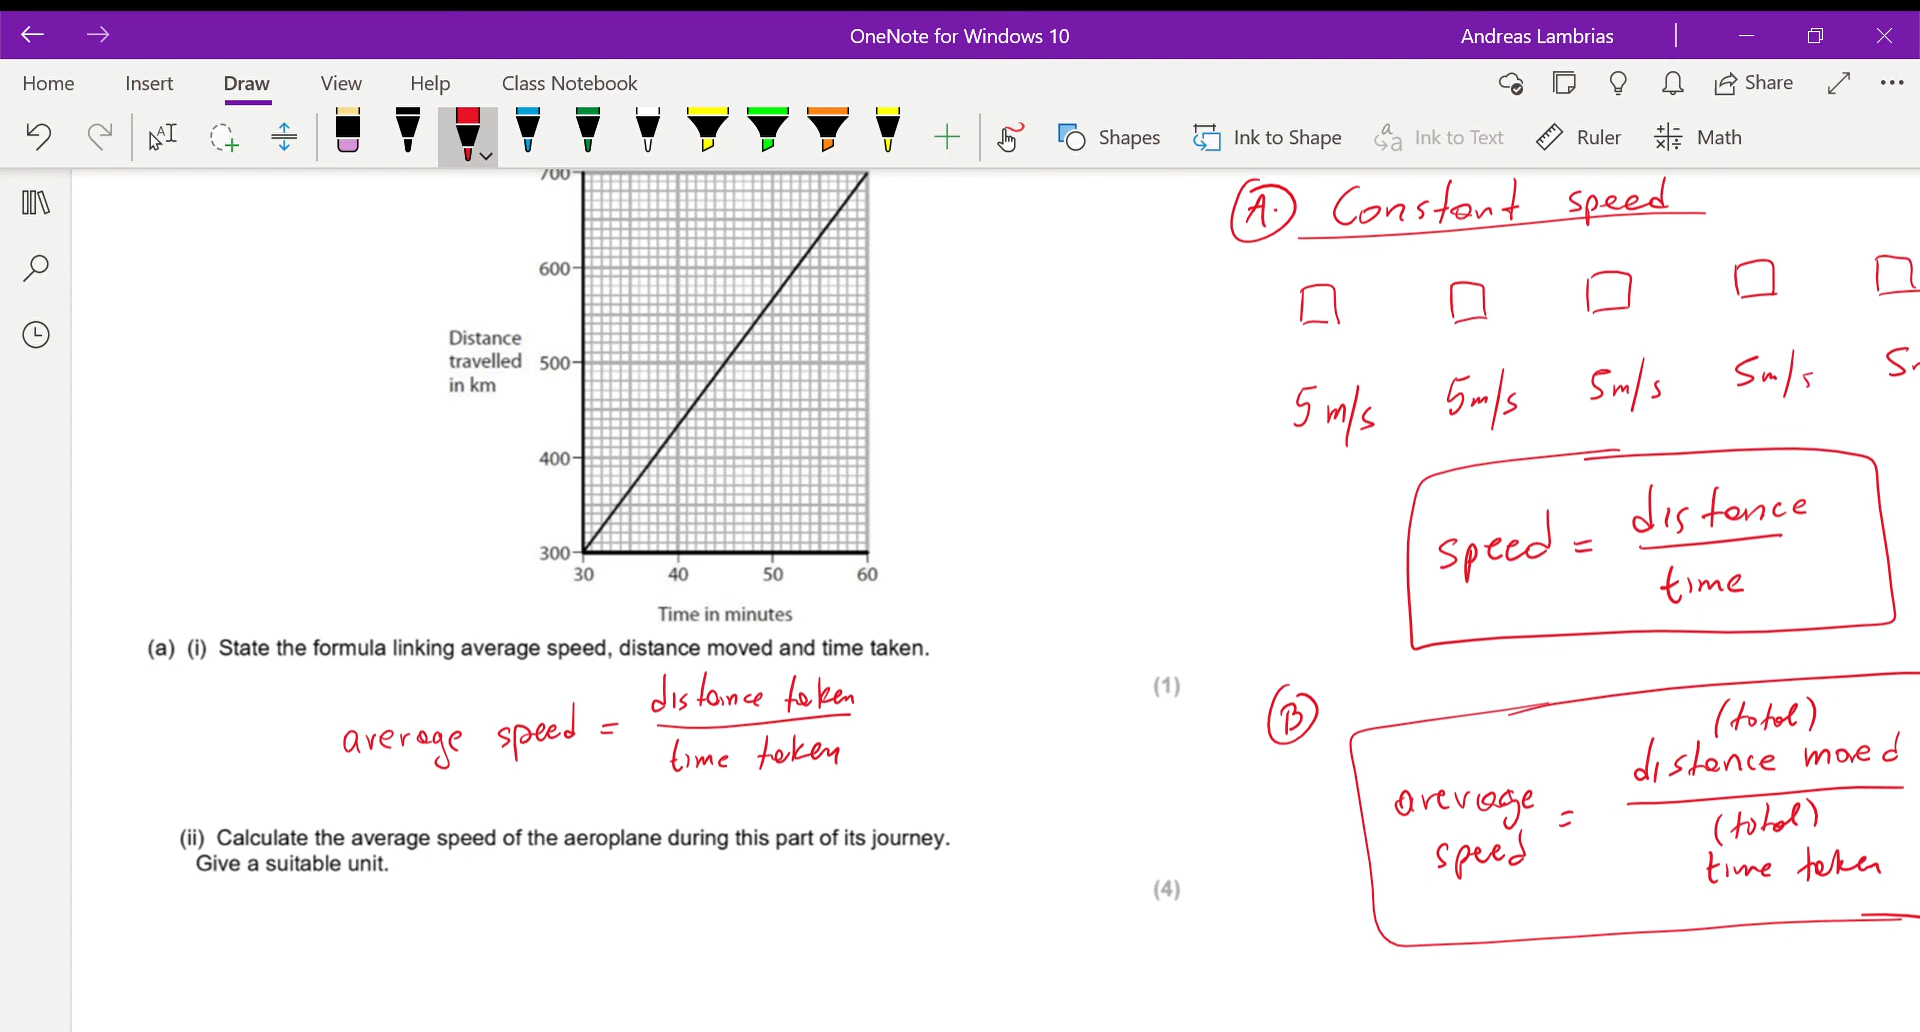 OneNote for Windows 10
Andreas Lambrias
Home Insert Draw View Help Class Notebook
Share
Shapes Ink to Shape Ink to Text Ruler Math
700
600
Distance
travelled
in km
500
400
300
30 40 50 60
Time in minutes
(a) (i) State the formula linking average speed, distance moved and time taken.
(1)
average speed = distance taken
time taken
(ii) Calculate the average speed of the aeroplane during this part of its journey.
Give a suitable unit.
(4)
A. Constant speed
5m/s 5m/s 5m/s 5m/s 5m
speed = distance
time
B
average speed = (total)
distance moved
(total)
time taken